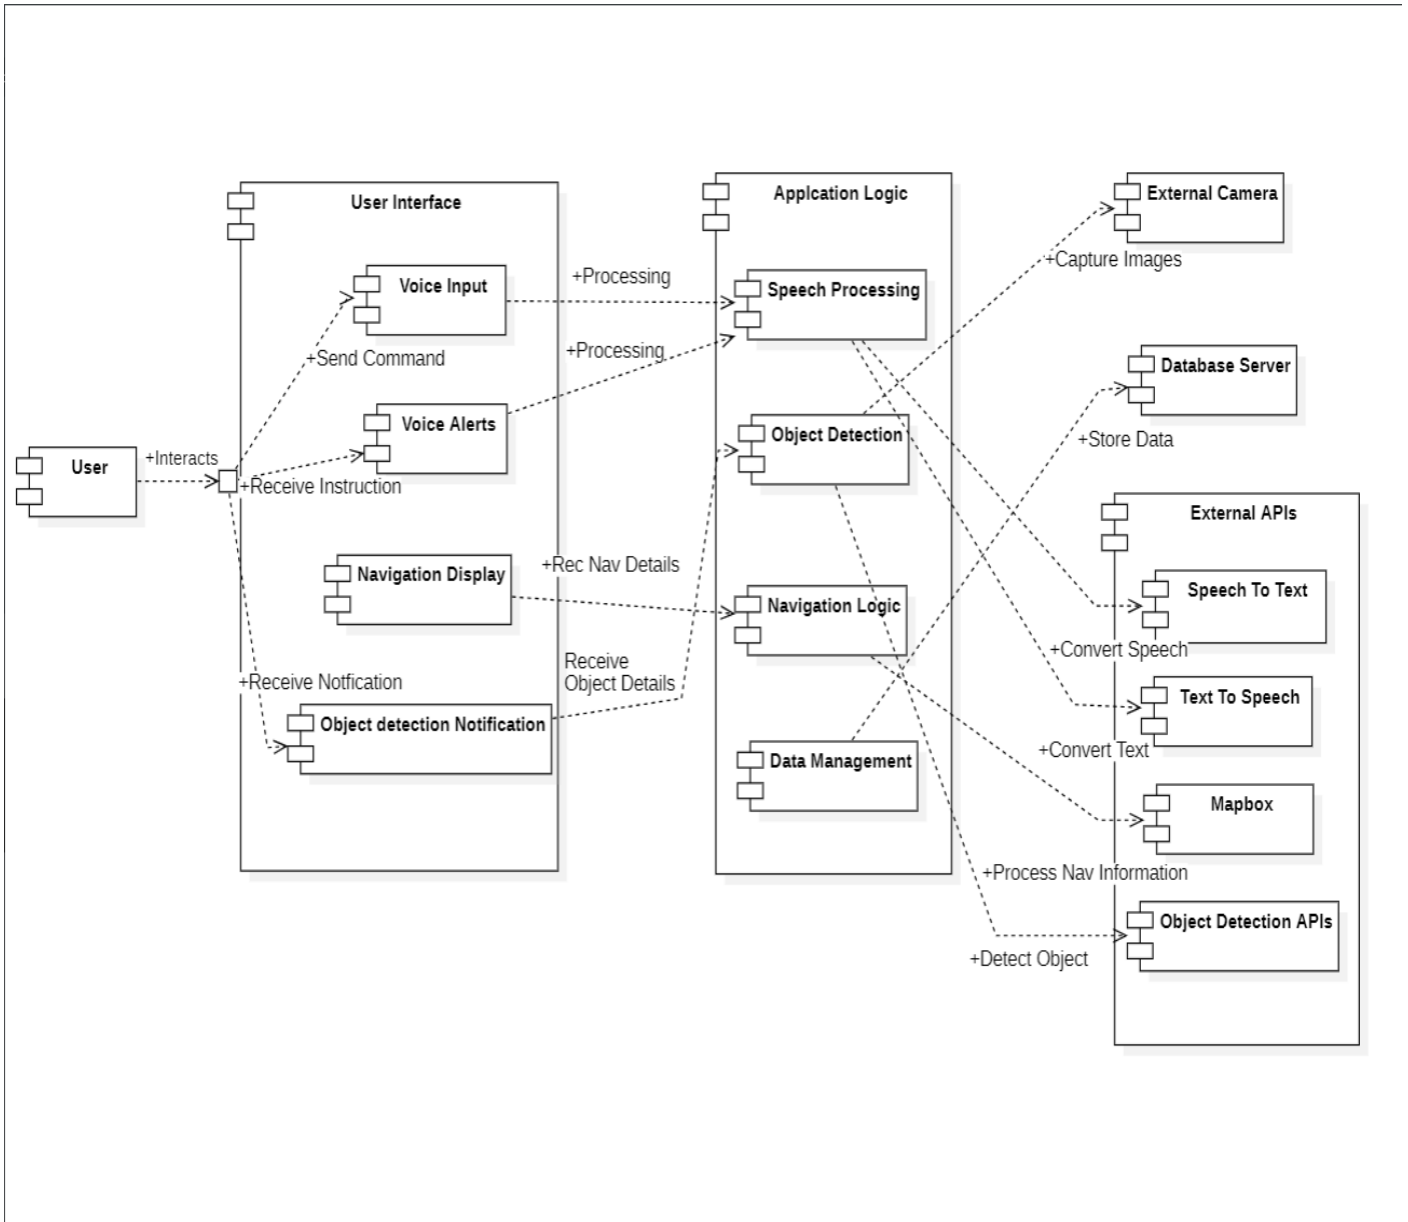 User Interface
Applcation Logic
External Camera
+Capture Images
Voice Input
+Processing
Speech Processing
+Send Command
+Processing
Database Server
Voice Alerts
Object Detection
+Store Data
User
+Interacts
+Receive Instruction
External APIs
Navigation Display
+Rec Nav Details
Navigation Logic
Speech To Text
+Convert Speech
Receive
Object Details
+Receive Notfication
Object detection Notification
Text To Speech
+Convert Text
Data Management
Mapbox
+Process Nav Information
Object Detection APIs
+Detect Object